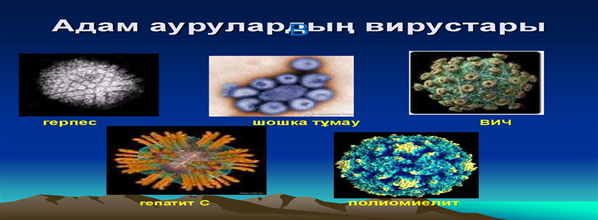 Адам аурулардың вирустары
В
герпес
шошка тұмау
ВИЧ
гепатит С
полиомиелит